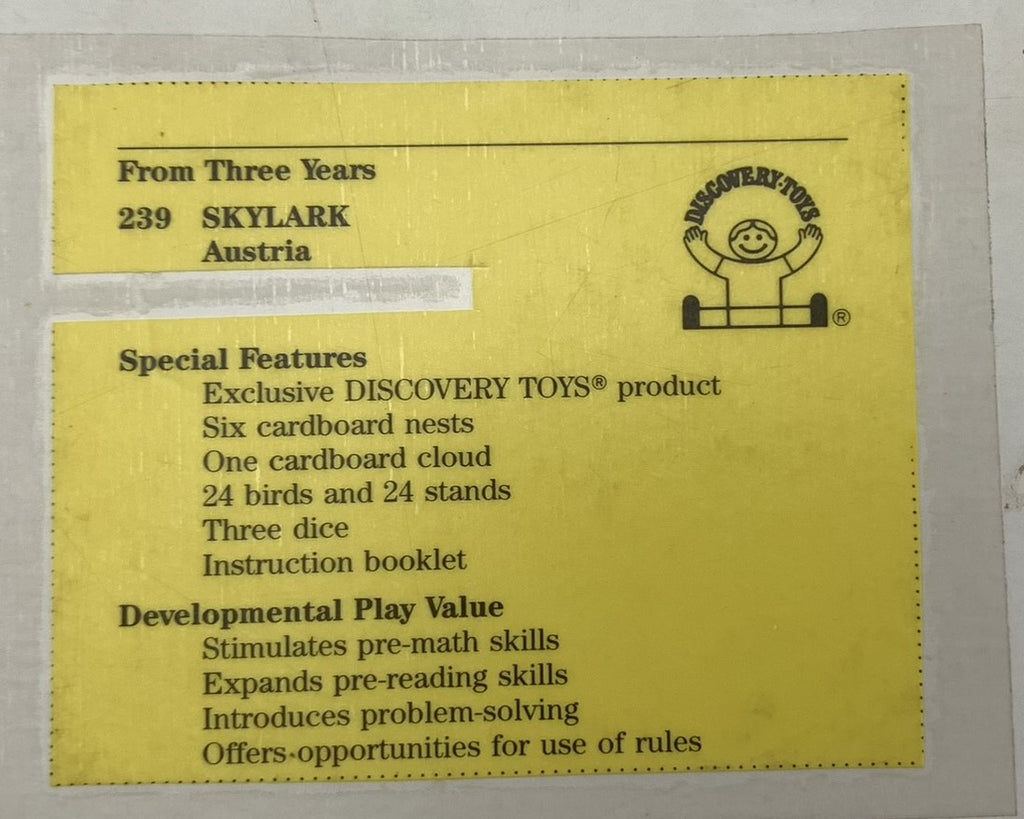 From Three Years
DISCOVERY·TOYS
239 SKYLARK
Austria
®
Special Features
Exclusive DISCOVERY TOYS® product
Six cardboard nests
One cardboard cloud
24 birds and 24 stands
Three dice
Instruction booklet
Developmental Play Value
Stimulates pre-math skills
Expands pre-reading skills
Introduces problem-solving
Offers opportunities for use of rules